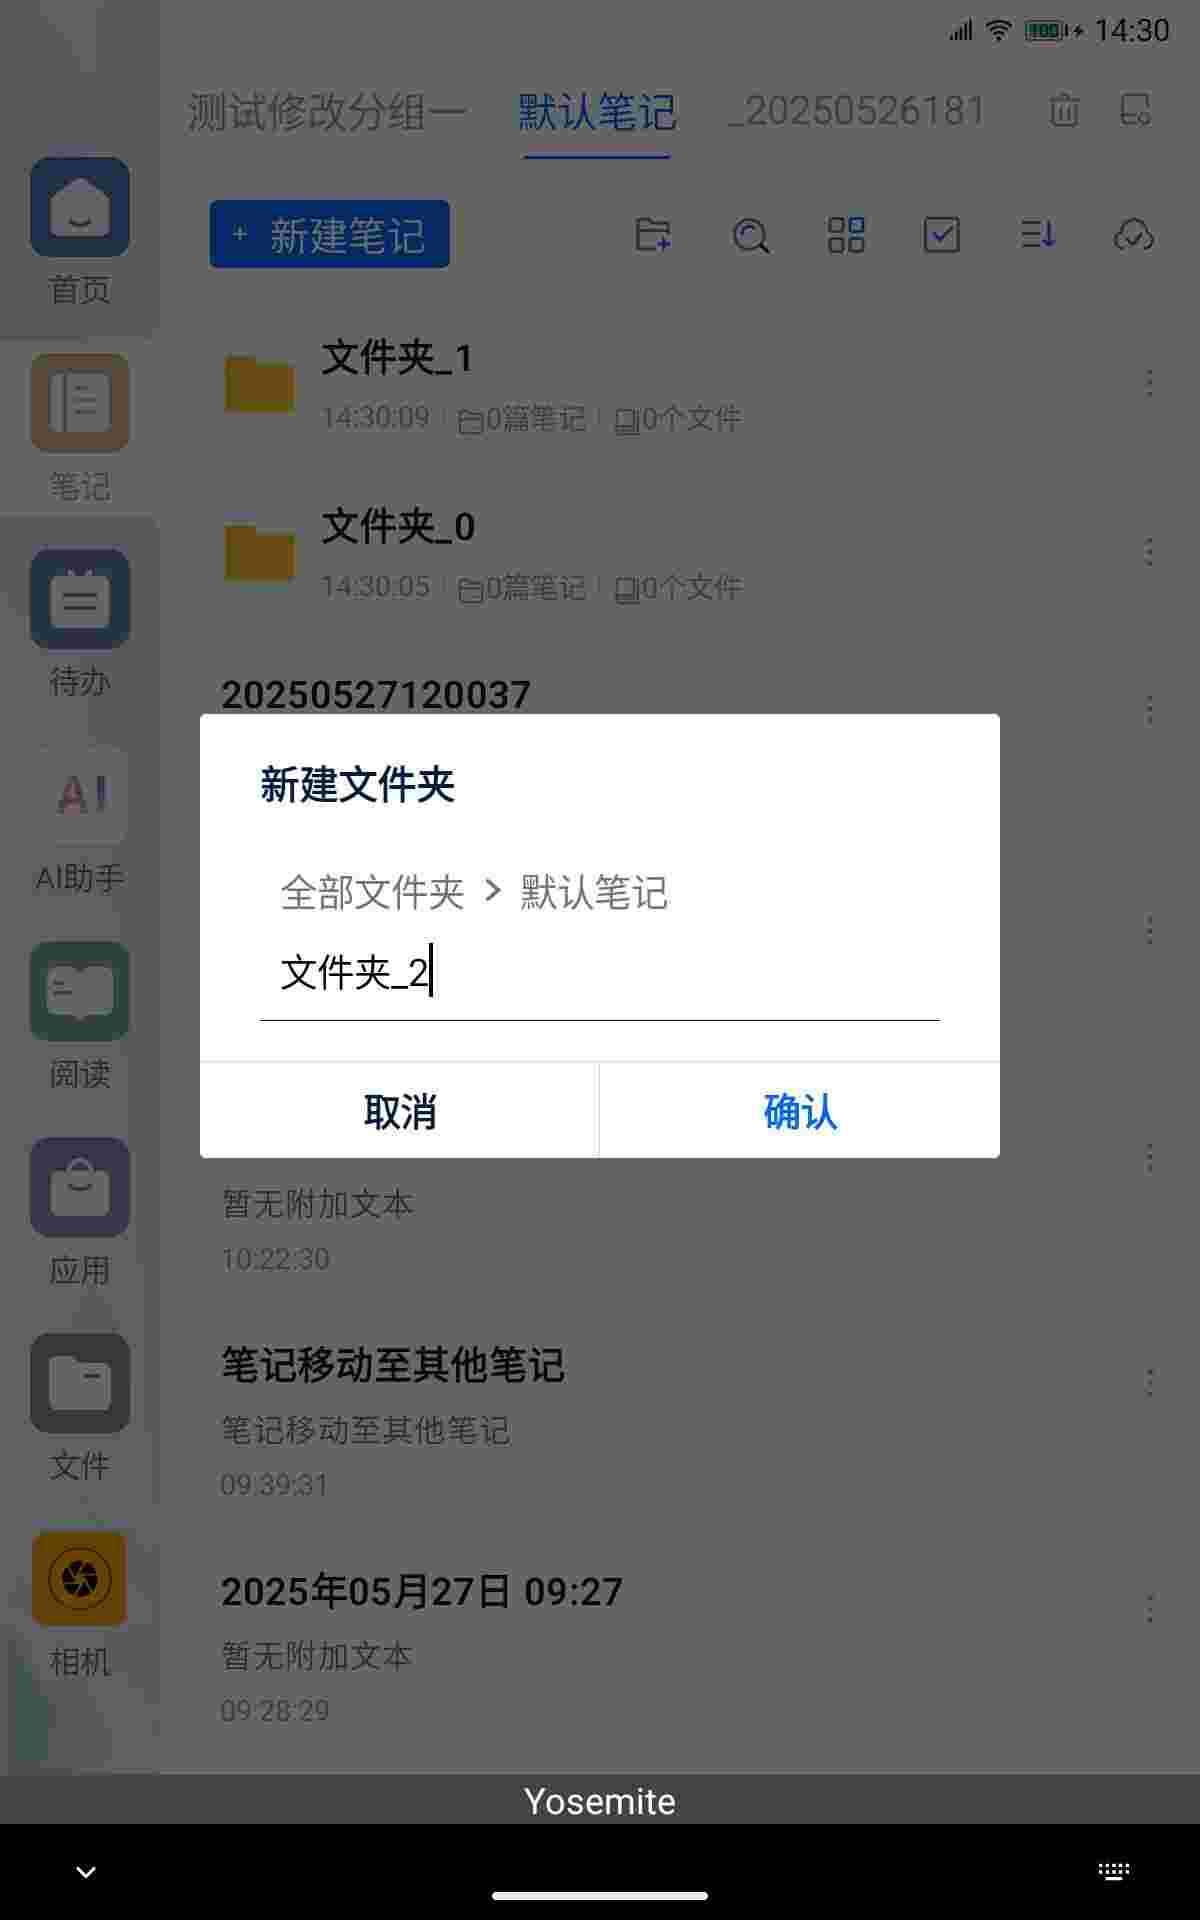 100 14:30
测试修改分组一 默认笔记 _20250526181
+ 新建笔记
首页
笔记
待办
AI
AI助手
阅读
应用
文件
相机
文件夹_1
14:30:09 0篇笔记 0个文件
文件夹_0
14:30:05 0篇笔记 0个文件
20250527120037
新建文件夹
全部文件夹 > 默认笔记
文件夹_2
取消 确认
暂无附加文本
10:22:30
笔记移动至其他笔记
笔记移动至其他笔记
09:39:31
2025年05月27日 09:27
暂无附加文本
09:28:29
Yosemite